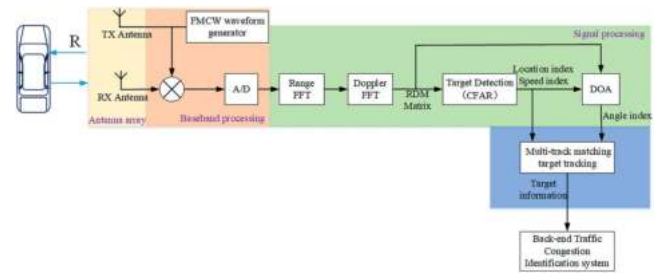 FMCW waveform
generator
TX Antenna
R
RX Antenna
Antenna array
A/D
Baseband processing
Signal processing
Range
FFT
Doppler
FFT
RDM
Matrix
Target Detection
(CFAR)
Location index
Speed index
DOA
Angle index
Multi-track matching
target tracking
Target
information
Back-end Traffic
Congestion
Identification system